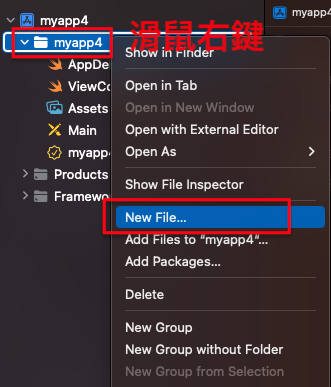 myapp4
myapp4
myapp4
滑鼠右鍵
AppDe
ViewCo
Assets
Main
myapp4
Products
Framewo
Show in Finder
Open in Tab
Open in New Window
Open with External Editor
Open As
Show File Inspector
New File...
Add Files to “myapp4”...
Add Packages...
Delete
New Group
New Group without Folder
New Group from Selection